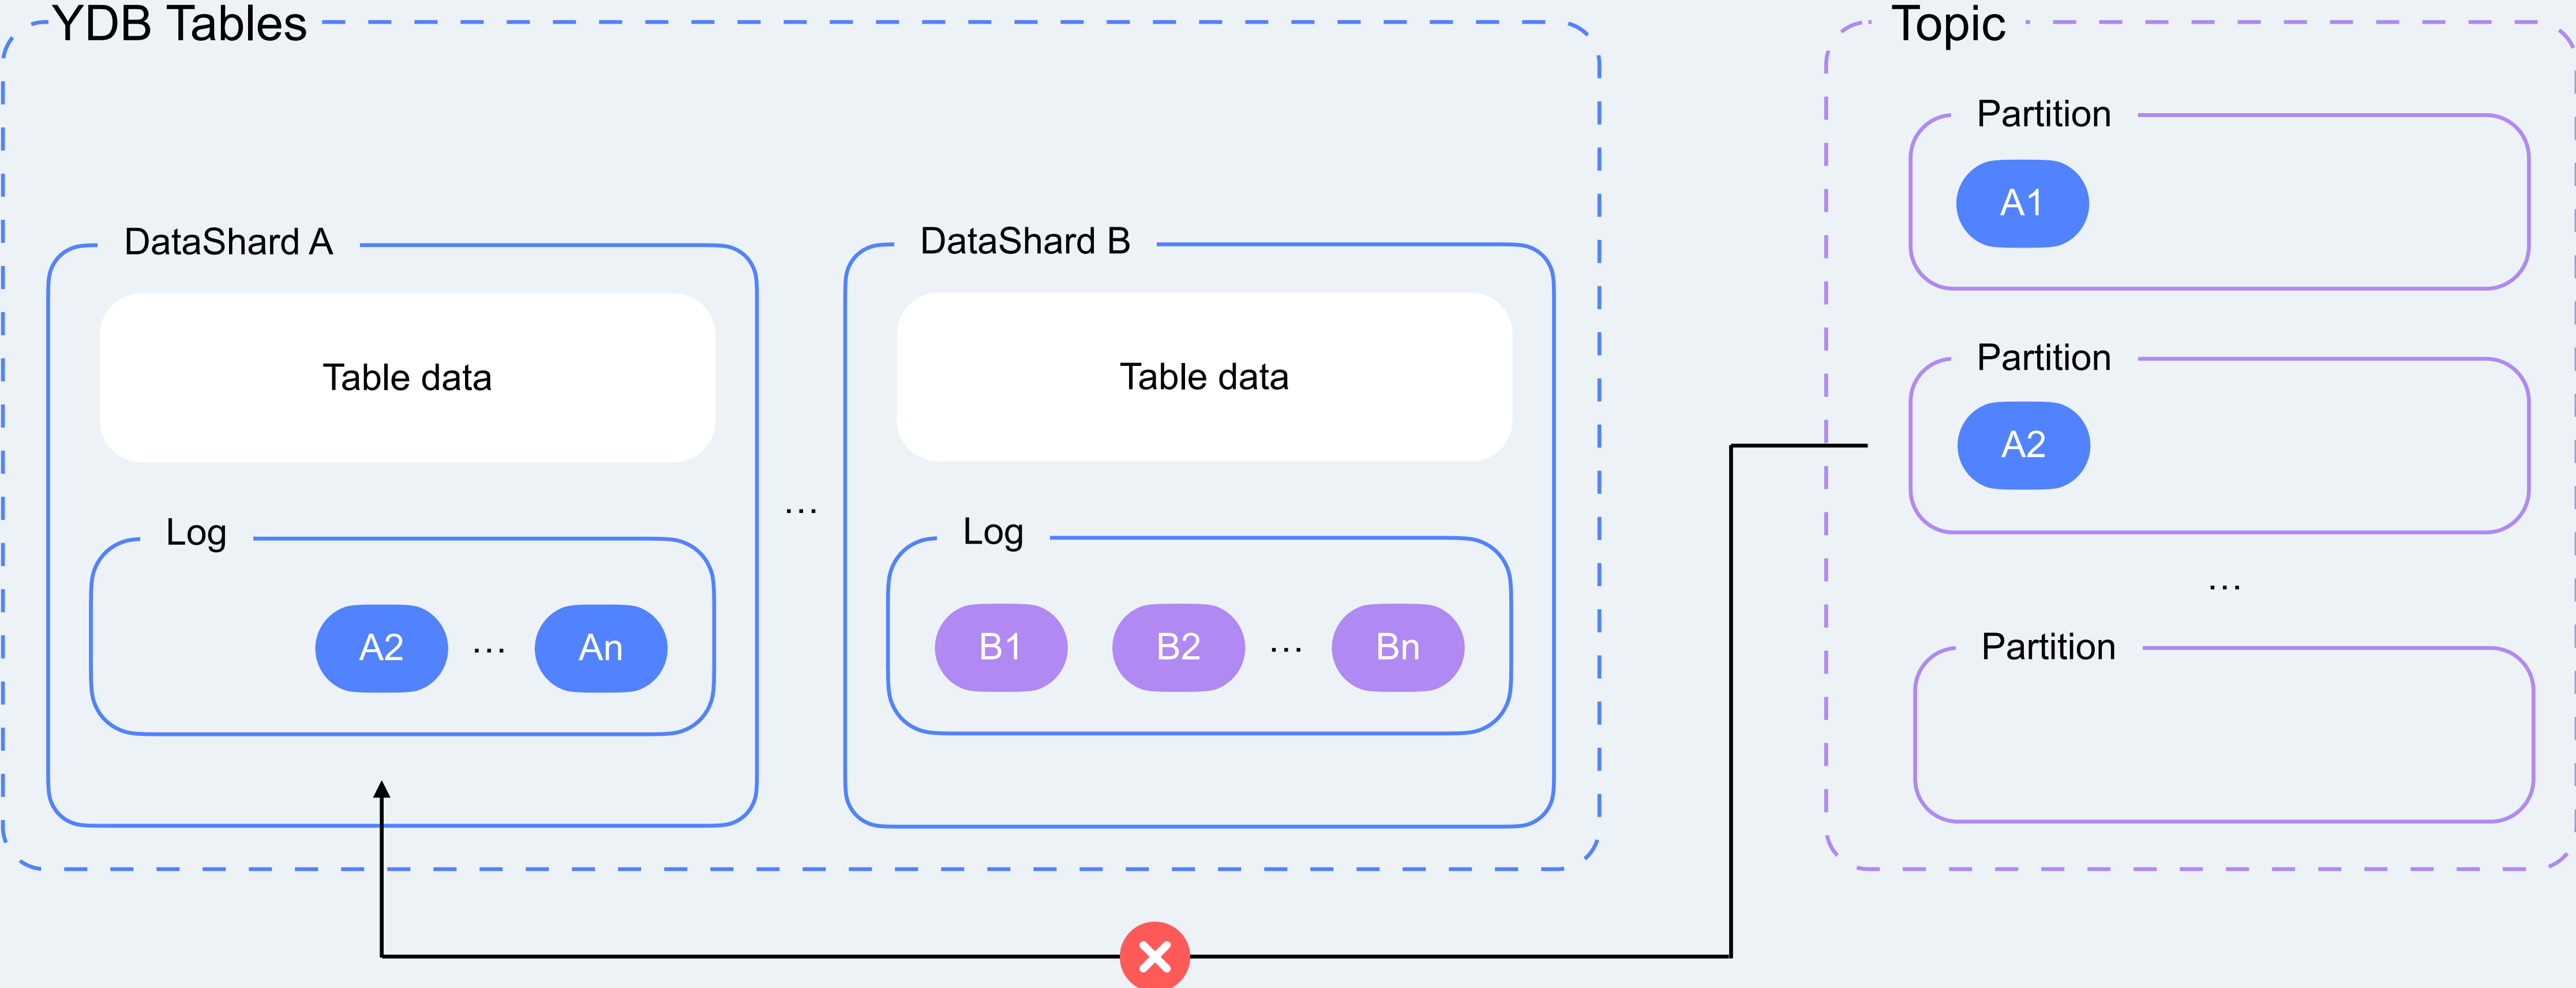 YDB Tables
DataShard A
Table data
Log
A2
...
An
...
DataShard B
Table data
Log
B1
B2
...
Bn
Topic
Partition
A1
Partition
A2
...
Partition